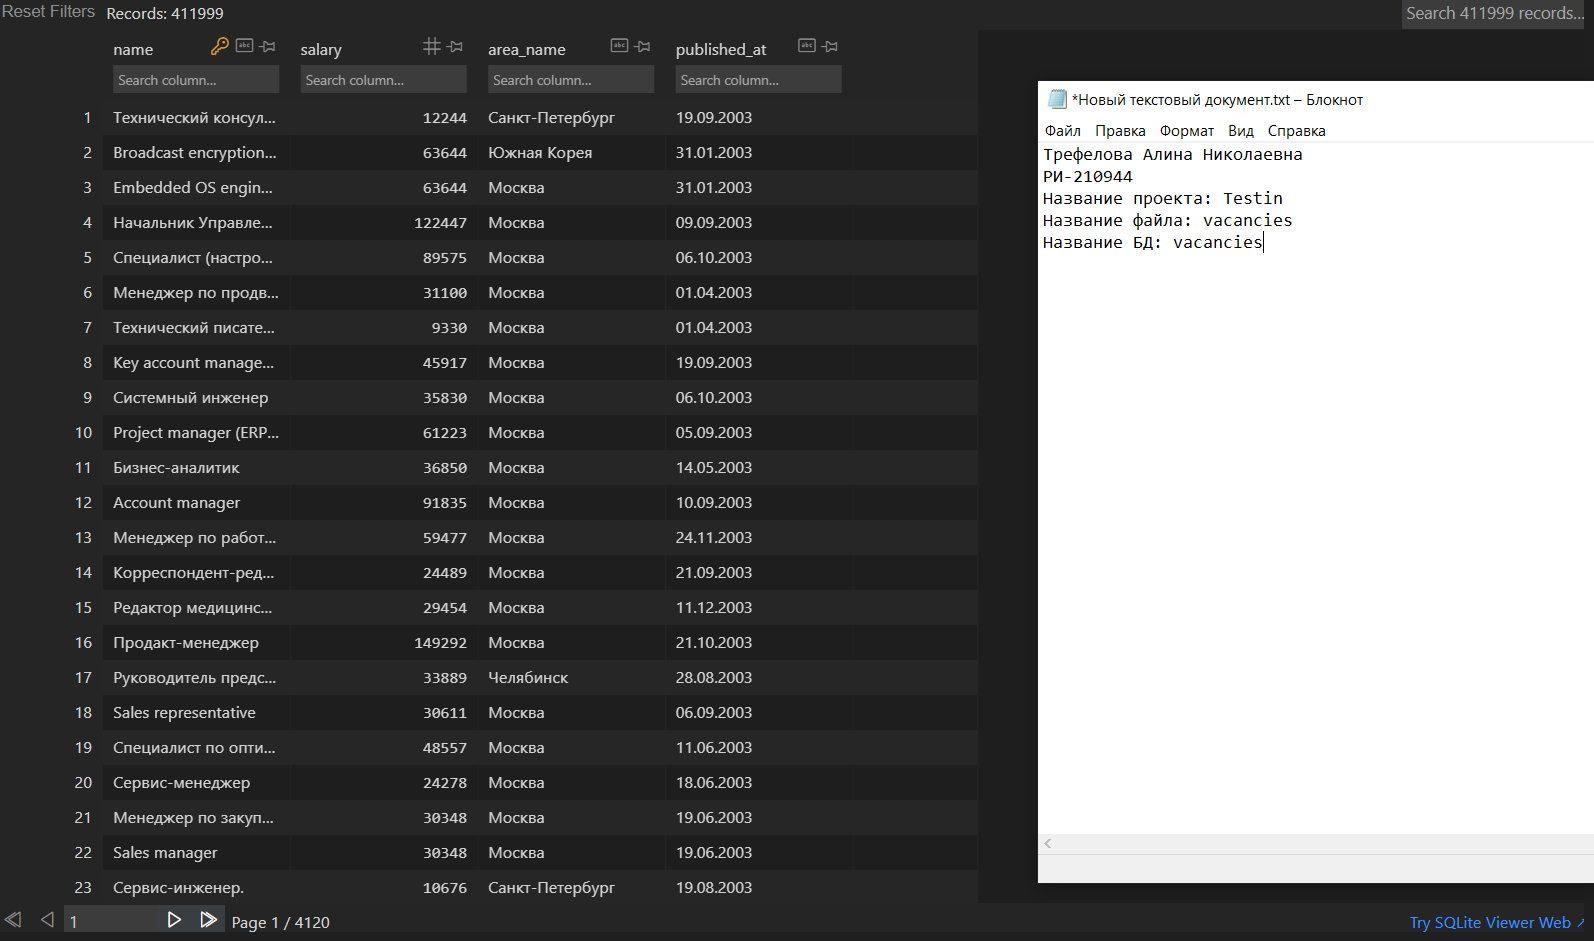 Reset Filters Records: 411999 Search 411999 records...
name salary area_name published_at
Search column... Search column... Search column... Search column...
1 Технический консул... 12244 Санкт-Петербург 19.09.2003
2 Broadcast encryption... 63644 Южная Корея 31.01.2003
3 Embedded OS engin... 63644 Москва 31.01.2003
4 Начальник Управле... 122447 Москва 09.09.2003
5 Специалист (настро... 89575 Москва 06.10.2003
6 Менеджер по продв... 31100 Москва 01.04.2003
7 Технический писате... 9330 Москва 01.04.2003
8 Key account manage... 45917 Москва 19.09.2003
9 Системный инженер 35830 Москва 06.10.2003
10 Project manager (ERP... 61223 Москва 05.09.2003
11 Бизнес-аналитик 36850 Москва 14.05.2003
12 Account manager 91835 Москва 10.09.2003
13 Менеджер по работ... 59477 Москва 24.11.2003
14 Корреспондент-ред... 24489 Москва 21.09.2003
15 Редактор медицинс... 29454 Москва 11.12.2003
16 Продакт-менеджер 149292 Москва 21.10.2003
17 Руководитель предс... 33889 Челябинск 28.08.2003
18 Sales representative 30611 Москва 06.09.2003
19 Специалист по опти... 48557 Москва 11.06.2003
20 Сервис-менеджер 24278 Москва 18.06.2003
21 Менеджер по закуп... 30348 Москва 19.06.2003
22 Sales manager 30348 Москва 19.06.2003
23 Сервис-инженер. 10676 Санкт-Петербург 19.08.2003
1 Page 1 / 4120
Try SQLite Viewer Web
*Новый текстовый документ.txt – Блокнот
Файл Правка Формат Вид Справка
Трефелова Алина Николаевна
РИ-210944
Название проекта: Testin
Название файла: vacancies
Название БД: vacancies